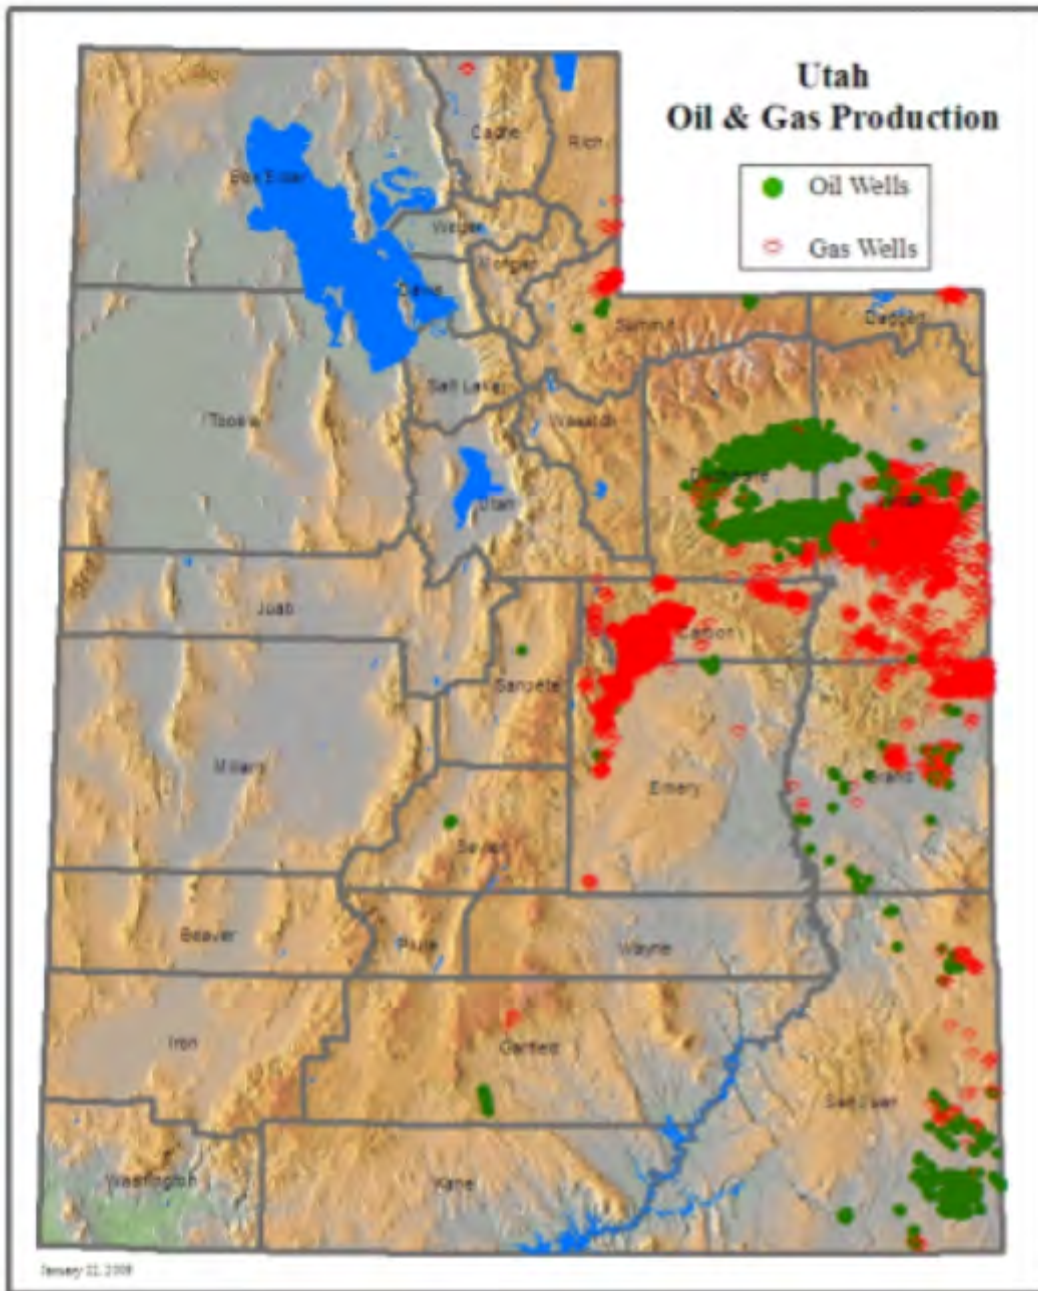 Utah
Oil & Gas Production
Oil Wells
Gas Wells
Cache
Rich
Box Elder
Weber
Morgan
Davis
Summit
Daggett
Salt Lake
Tooele
Wasatch
Duchesne
Utah
Juab
Carbon
Sanpete
Millard
Emery
Grand
Sevier
Beaver
Piute
Wayne
Iron
Garfield
San Juan
Washington
Kane